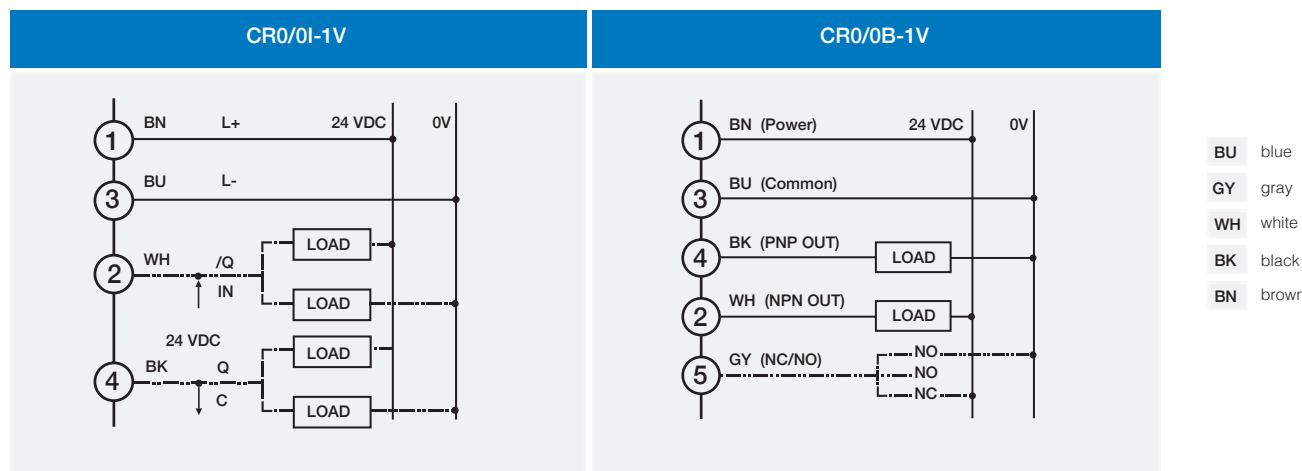 CR0/0I-1V
1 BN L+ 24 VDC 0V
3 BU L-
LOAD
2 WH /Q
IN
LOAD
24 VDC
LOAD
4 BK Q
C
LOAD
CR0/0B-1V
1 BN (Power) 24 VDC 0V
3 BU (Common)
4 BK (PNP OUT) LOAD
2 WH (NPN OUT) LOAD
5 GY (NC/NO) NO
NO
NC
BU blue
GY gray
WH white
BK black
BN brown